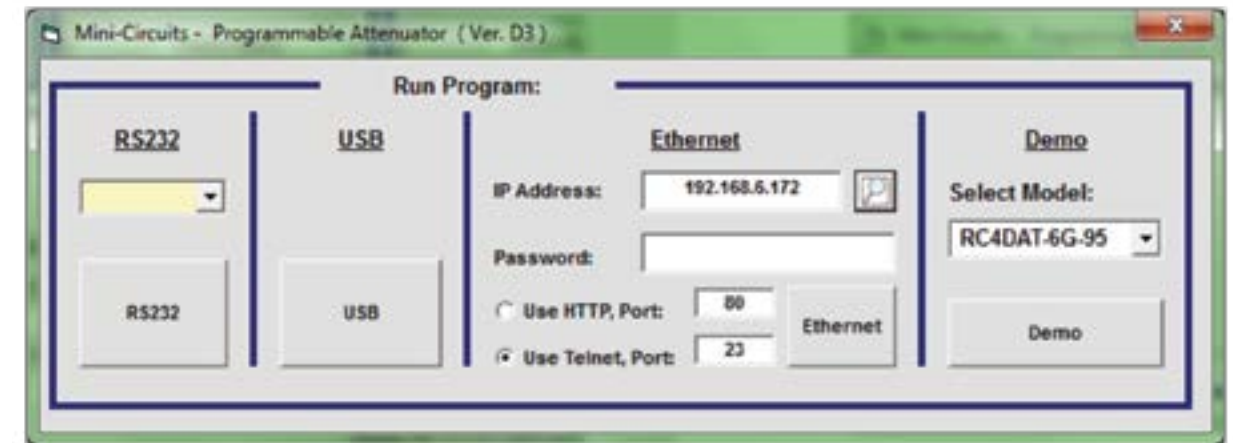 Mini-Circuits - Programmable Attenuator ( Ver. D3 )
Run Program:
RS232
RS232
USB
USB
Ethernet
IP Address: 192.168.6.172
Password:
Use HTTP, Port: 80
Use Telnet, Port: 23
Ethernet
Demo
Select Model:
RC4DAT-6G-95
Demo